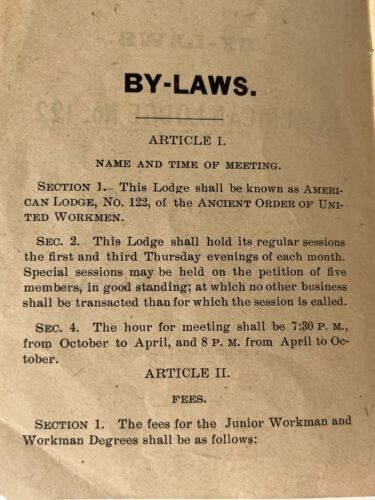 BY-LAWS.
ARTICLE I.
NAME AND TIME OF MEETING.
SECTION 1. This Lodge shall be known as AMERI-
CAN LODGE, NO. 122, of the ANCIENT ORDER OF UNI-
TED WORKMEN.
SEC. 2. This Lodge shall hold its regular sessions
the first and third Thursday evenings of each month.
Special sessions may be held on the petition of five
members, in good standing; at which no other business
shall be transacted than for which the session is called.
SEC. 4. The hour for meeting shall be 7:30 P. M.,
from October to April, and 8 P. M. from April to Oc-
tober.
ARTICLE II.
FEES.
SECTION 1. The fees for the Junior Workman and
Workman Degrees shall be as follows: